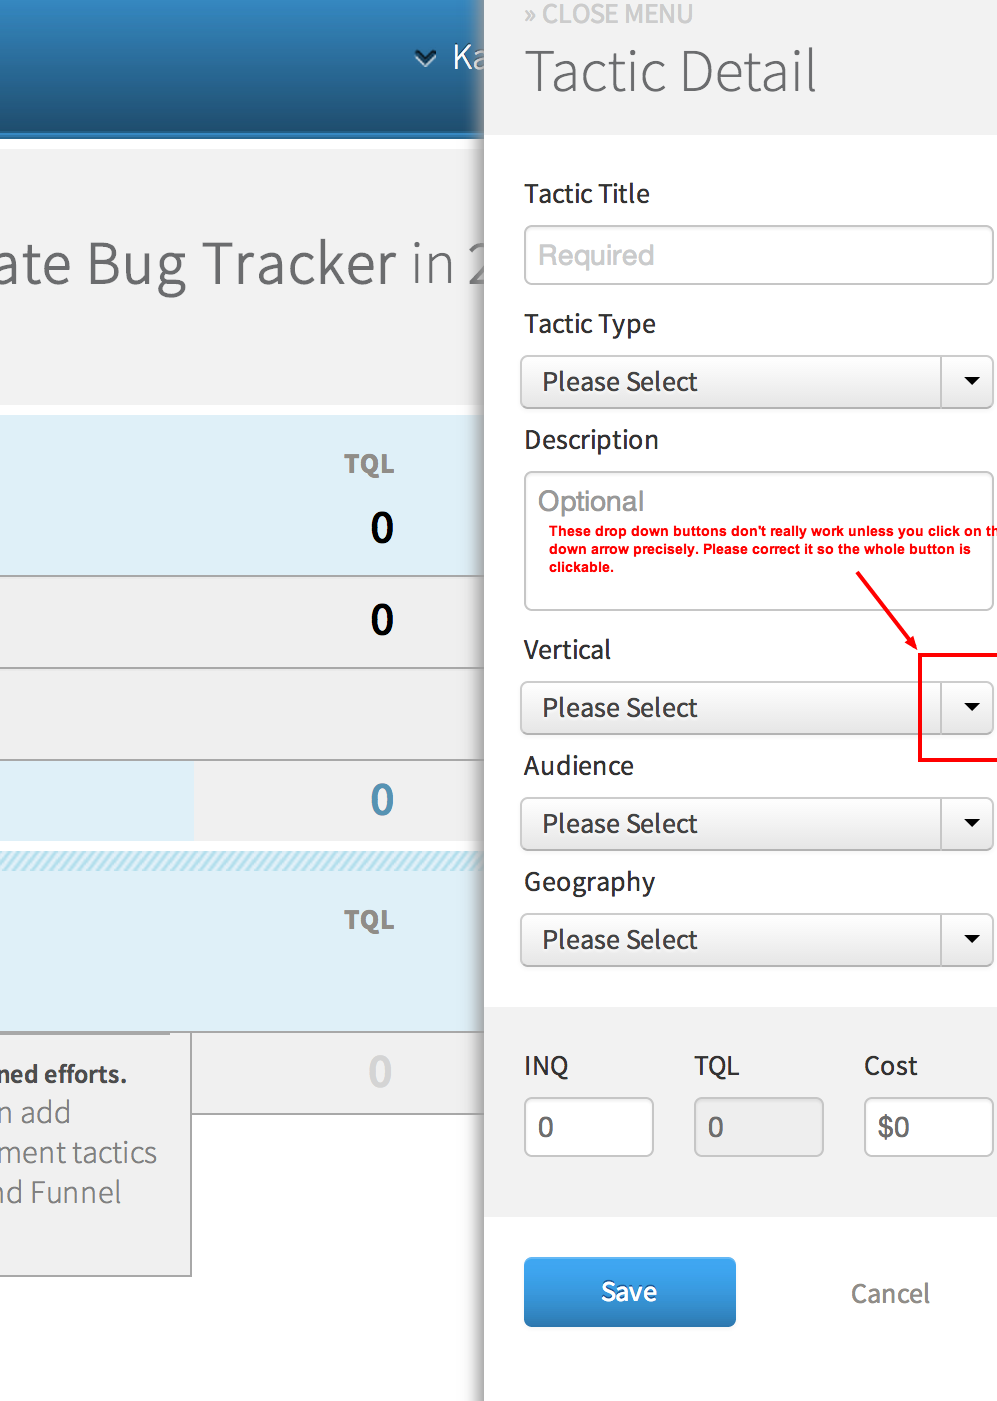 » CLOSE MENU
Tactic Detail
ate Bug Tracker in
TQL
0
0
0
TQL
0
ned efforts.
n add
ment tactics
nd Funnel
Tactic Title
Required
Tactic Type
Please Select
Description
Optional
These drop down buttons don't really work unless you click on th
down arrow precisely. Please correct it so the whole button is
clickable.
Vertical
Please Select
Audience
Please Select
Geography
Please Select
INQ TQL Cost
0 0 $0
Save Cancel